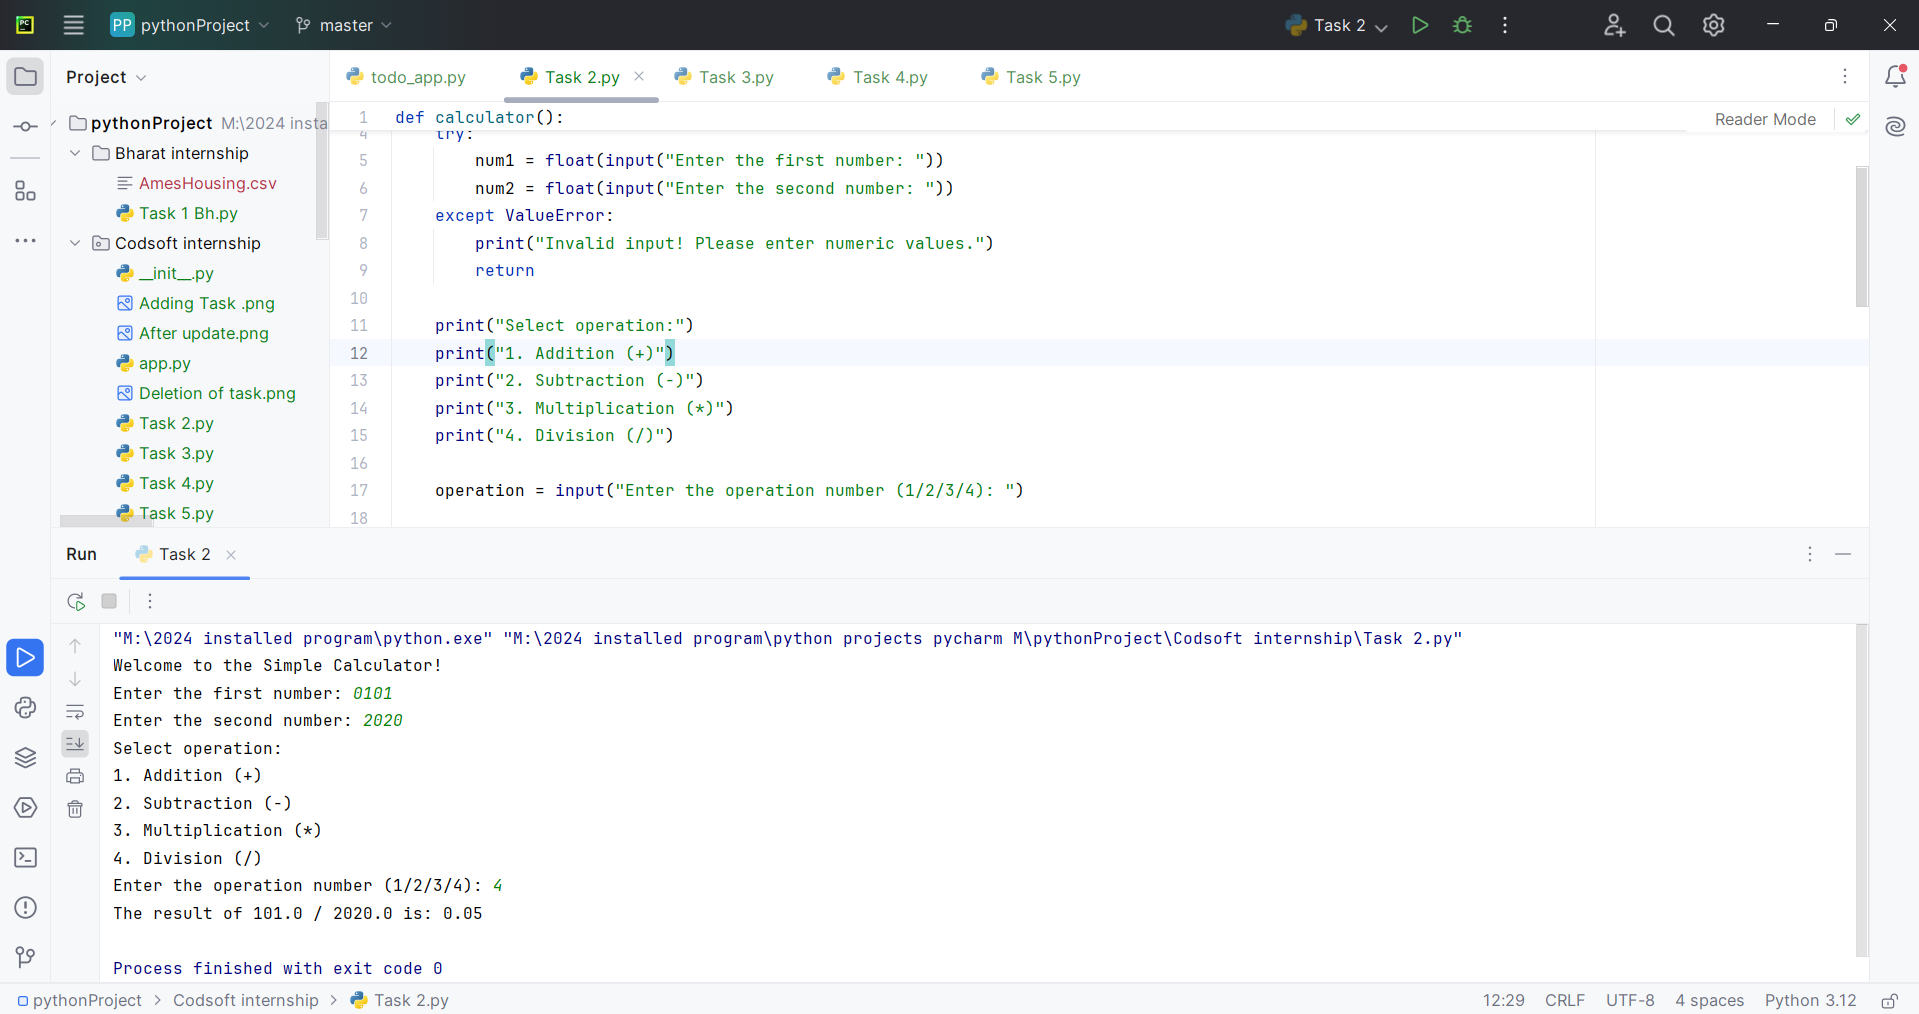 PC
PP pythonProject
master
Task 2
Project
todo_app.py
Task 2.py
Task 3.py
Task 4.py
Task 5.py
pythonProject M:\2024 insta
Bharat internship
AmesHousing.csv
Task 1 Bh.py
Codsoft internship
__init__.py
Adding Task .png
After update.png
app.py
Deletion of task.png
Task 2.py
Task 3.py
Task 4.py
Task 5.py
Reader Mode
1 def calculator():
4 try:
5 num1 = float(input("Enter the first number: "))
6 num2 = float(input("Enter the second number: "))
7 except ValueError:
8 print("Invalid input! Please enter numeric values.")
9 return
10
11 print("Select operation:")
12 print("1. Addition (+)")
13 print("2. Subtraction (-)")
14 print("3. Multiplication (*)")
15 print("4. Division (/)")
16
17 operation = input("Enter the operation number (1/2/3/4): ")
18
Run
Task 2
"M:\2024 installed program\python.exe" "M:\2024 installed program\python projects pycharm M\pythonProject\Codsoft internship\Task 2.py"
Welcome to the Simple Calculator!
Enter the first number: 0101
Enter the second number: 2020
Select operation:
1. Addition (+)
2. Subtraction (-)
3. Multiplication (*)
4. Division (/)
Enter the operation number (1/2/3/4): 4
The result of 101.0 / 2020.0 is: 0.05
Process finished with exit code 0
pythonProject > Codsoft internship > Task 2.py
12:29 CRLF UTF-8 4 spaces Python 3.12